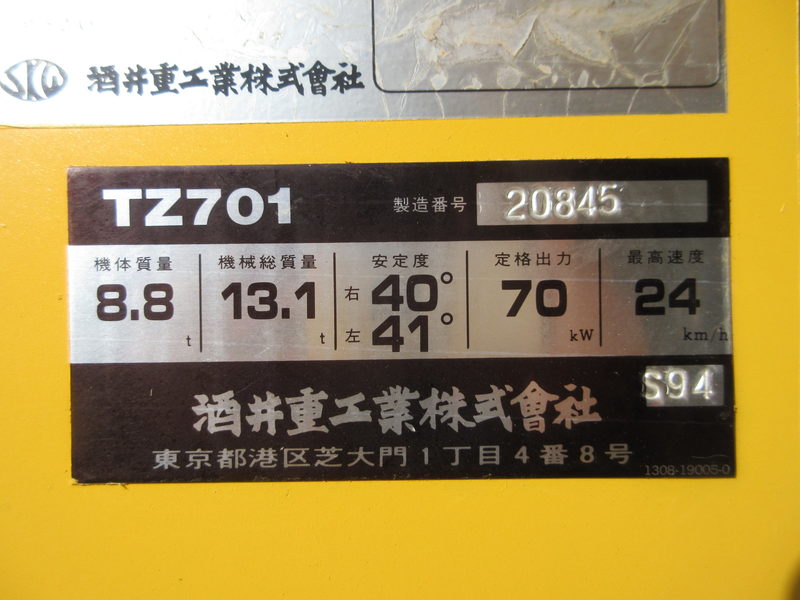 SKW 酒井重工業株式會社
TZ701 製造番号 20845
機体質量 機械総質量 安定度 定格出力 最高速度
8.8 t 13.1 t 右 40° 左 41° 70 kW 24 km/h
S94
酒井重工業株式會社
東京都港区芝大門1丁目4番8号
1308-19005-0